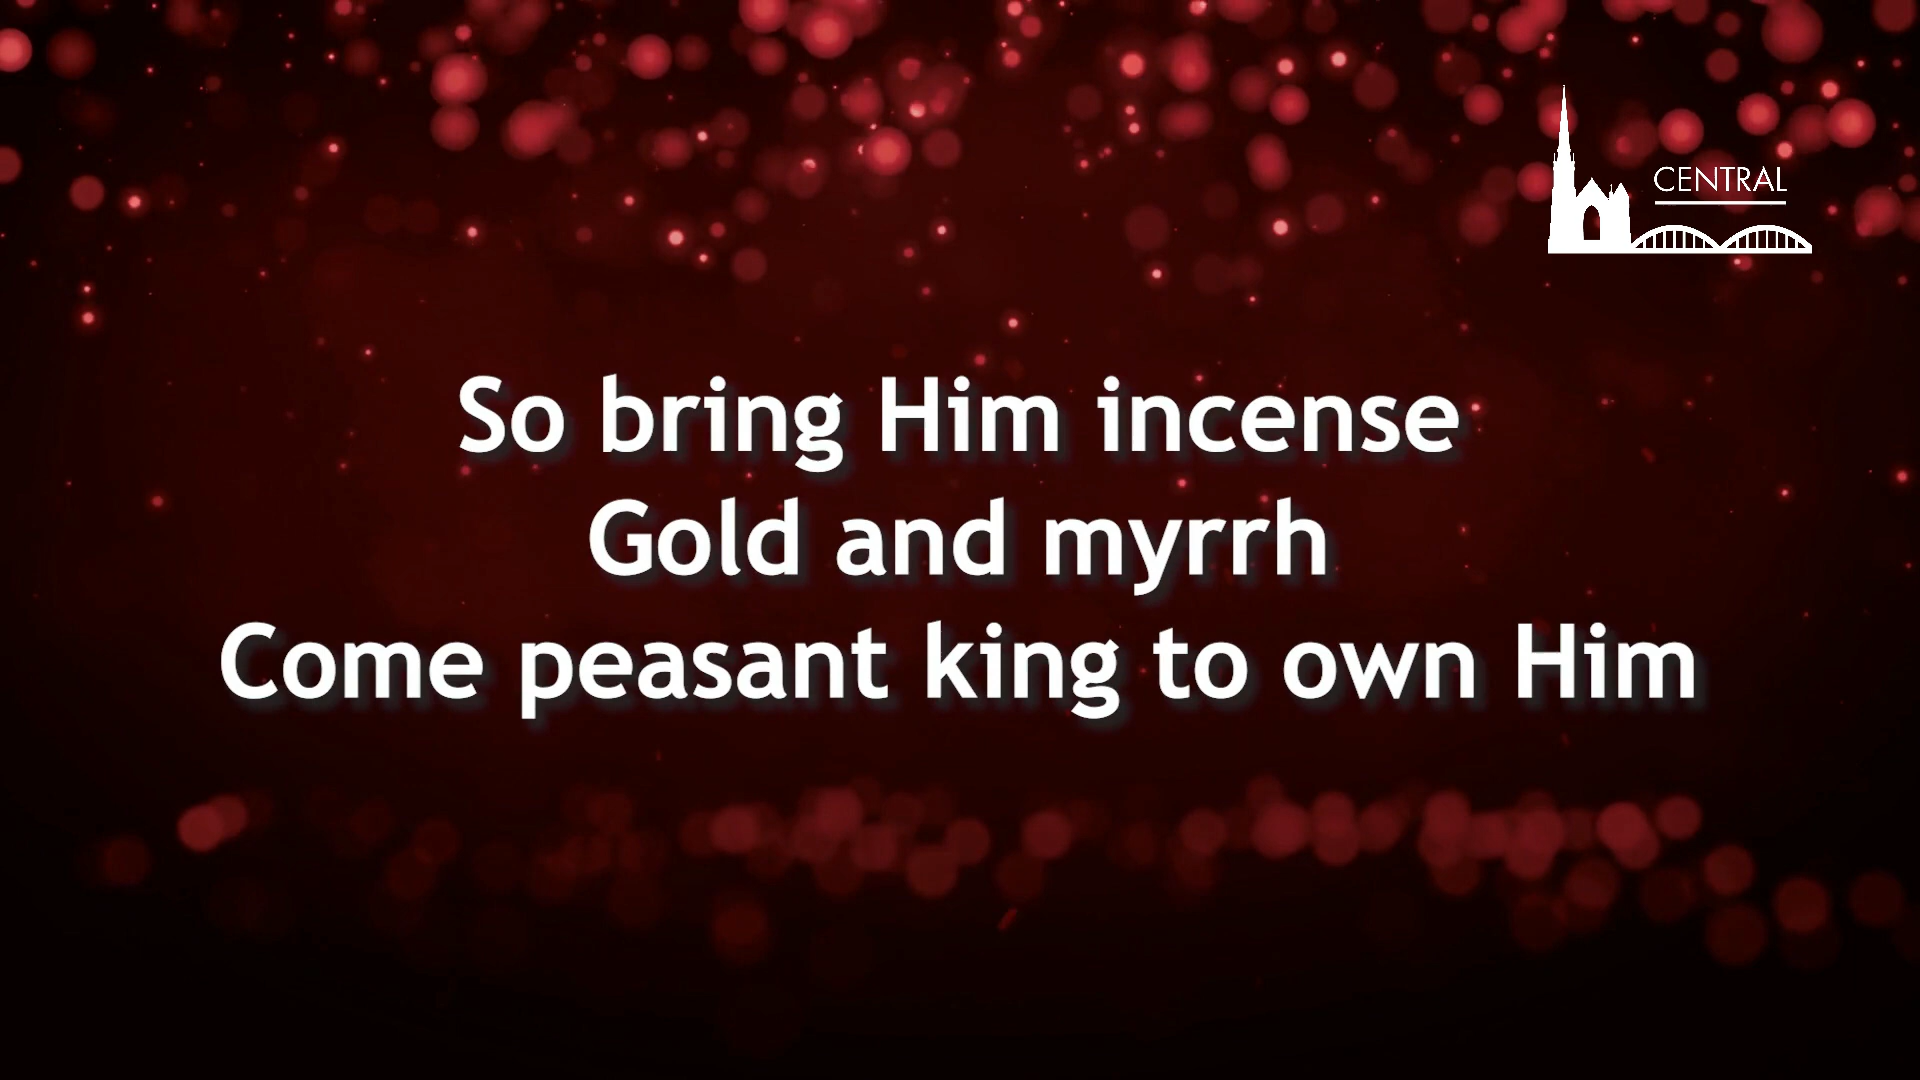 CENTRAL
So bring Him incense
Gold and myrrh
Come peasant king to own Him